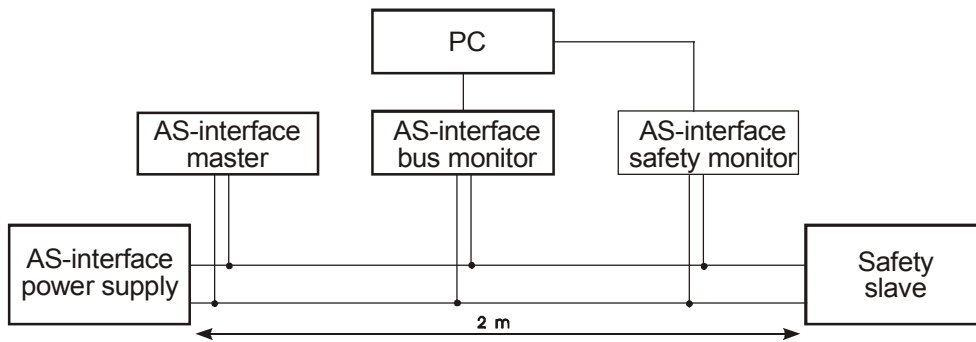 PC
AS-interface
master
AS-interface
bus monitor
AS-interface
safety monitor
AS-interface
power supply
Safety
slave
2 m